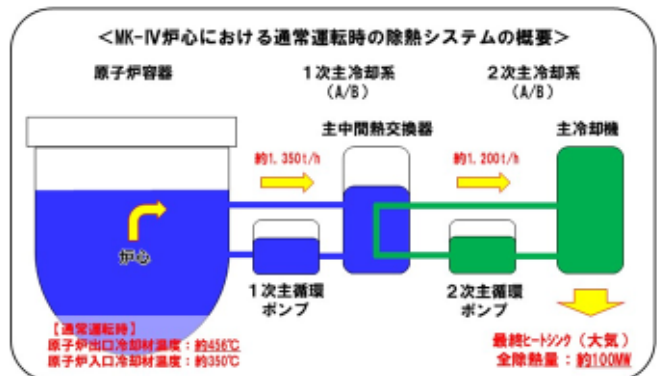 ＜MK-Ⅳ炉心における通常運転時の除熱システムの概要＞
原子炉容器
1次主冷却系
(A/B)
2次主冷却系
(A/B)
主中間熱交換器
主冷却機
約1,350t/h
約1,200t/h
炉心
1次主循環
ポンプ
2次主循環
ポンプ
【通常運転時】
原子炉出口冷却材温度：約456℃
原子炉入口冷却材温度：約350℃
最終ヒートシンク（大気）
全除熱量：約100MW